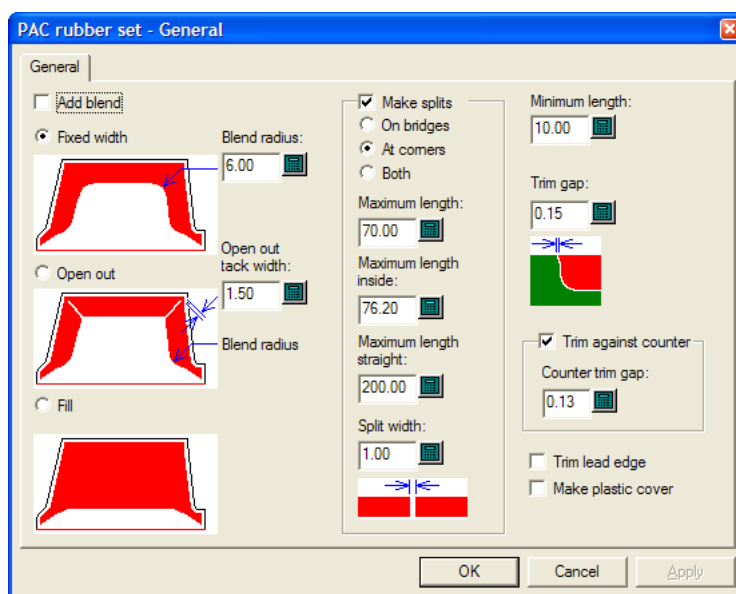 PAC rubber set - General
General
Add blend
Fixed width
Blend radius:
6.00
Open out
Open out
tack width:
1.50
Blend radius
Fill
Make splits
On bridges
At corners
Both
Maximum length:
70.00
Maximum length
inside:
76.20
Maximum length
straight:
200.00
Split width:
1.00
Minimum length:
10.00
Trim gap:
0.15
Trim against counter
Counter trim gap:
0.13
Trim lead edge
Make plastic cover
OK
Cancel
Apply